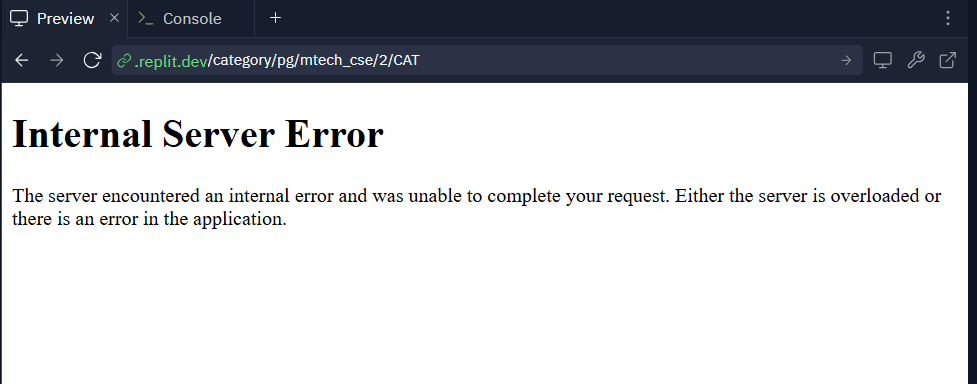 Preview
Console
.replit.dev/category/pg/mtech_cse/2/CAT
Internal Server Error
The server encountered an internal error and was unable to complete your request. Either the server is overloaded or
there is an error in the application.